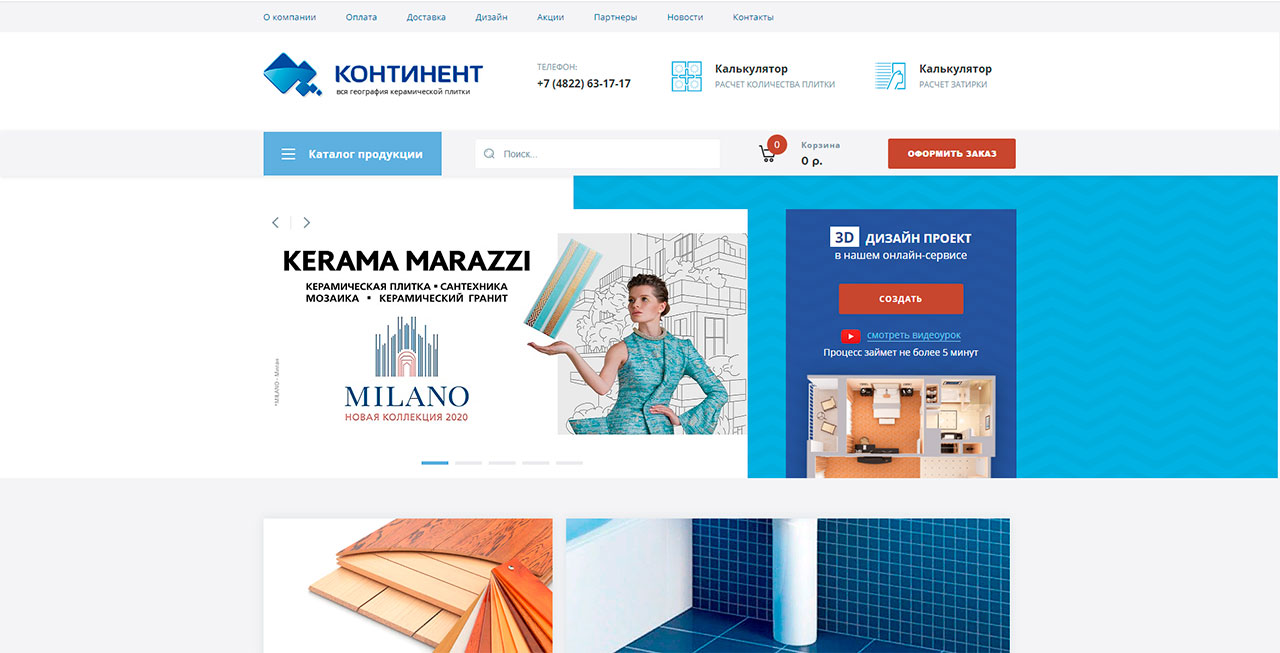 О компании Оплата Доставка Дизайн Акции Партнеры Новости Контакты
КОНТИНЕНТ
вся география керамической плитки
ТЕЛЕФОН:
+7 (4822) 63-17-17
Калькулятор
РАСЧЕТ КОЛИЧЕСТВА ПЛИТКИ
Калькулятор
РАСЧЕТ ЗАТИРКИ
Каталог продукции
Поиск...
0
Корзина
0 р.
ОФОРМИТЬ ЗАКАЗ
KERAMA MARAZZI
КЕРАМИЧЕСКАЯ ПЛИТКА ▪ САНТЕХНИКА
МОЗАИКА ▪ КЕРАМИЧЕСКИЙ ГРАНИТ
MILANO
НОВАЯ КОЛЛЕКЦИЯ 2020
*MILANO - Милан
3D ДИЗАЙН ПРОЕКТ
в нашем онлайн-сервисе
СОЗДАТЬ
смотреть видеоурок
Процесс займет не более 5 минут